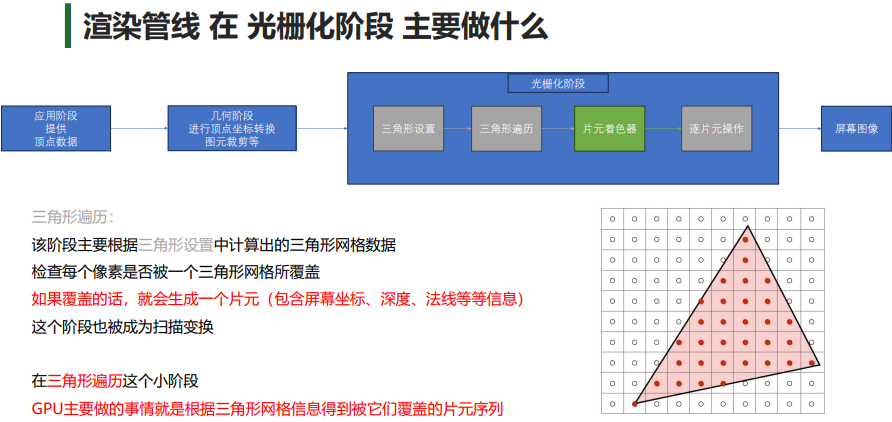 渲染管线 在 光栅化阶段 主要做什么
光栅化阶段
应用阶段
提供
顶点数据
几何阶段
进行顶点坐标转换
图元裁剪等
三角形设置
三角形遍历
片元着色器
逐片元操作
屏幕图像
三角形遍历：
该阶段主要根据三角形设置中计算出的三角形网格数据
检查每个像素是否被一个三角形网格所覆盖
如果覆盖的话，就会生成一个片元（包含屏幕坐标、深度、法线等等信息）
这个阶段也被成为扫描变换
在三角形遍历这个小阶段
GPU主要做的事情就是根据三角形网格信息得到被它们覆盖的片元序列